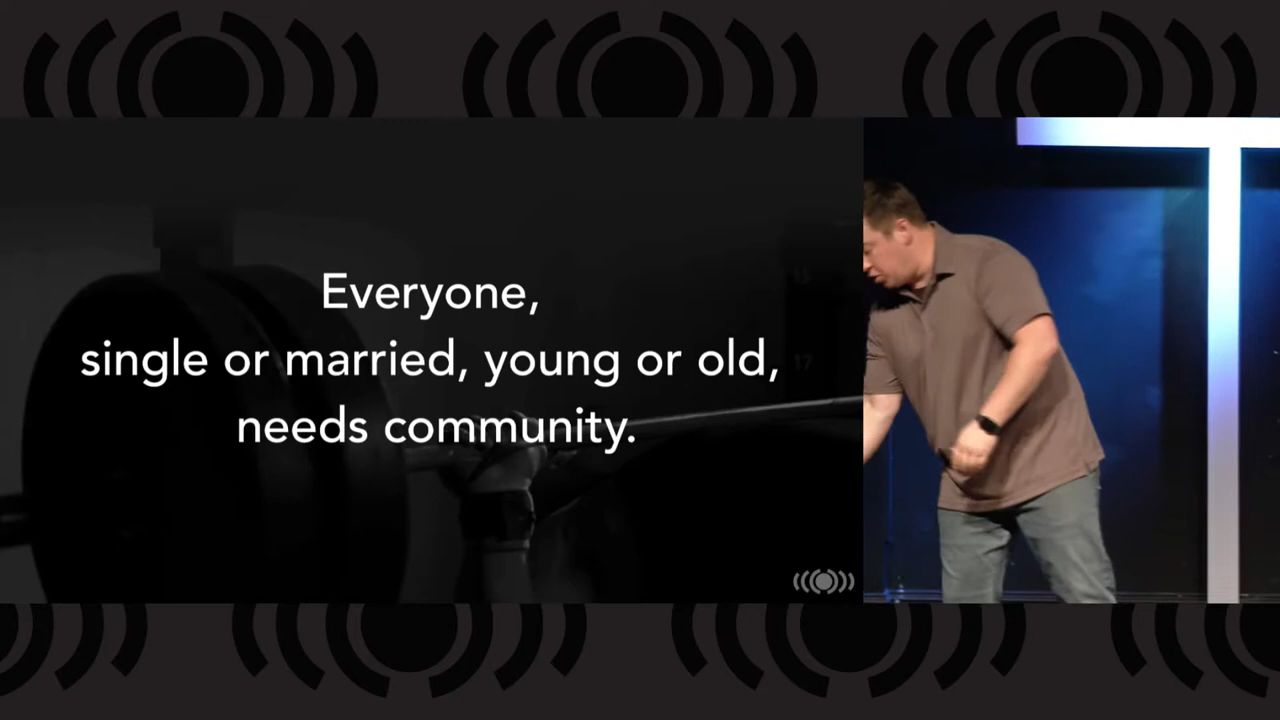 Everyone,
single or married, young or old,
needs community.